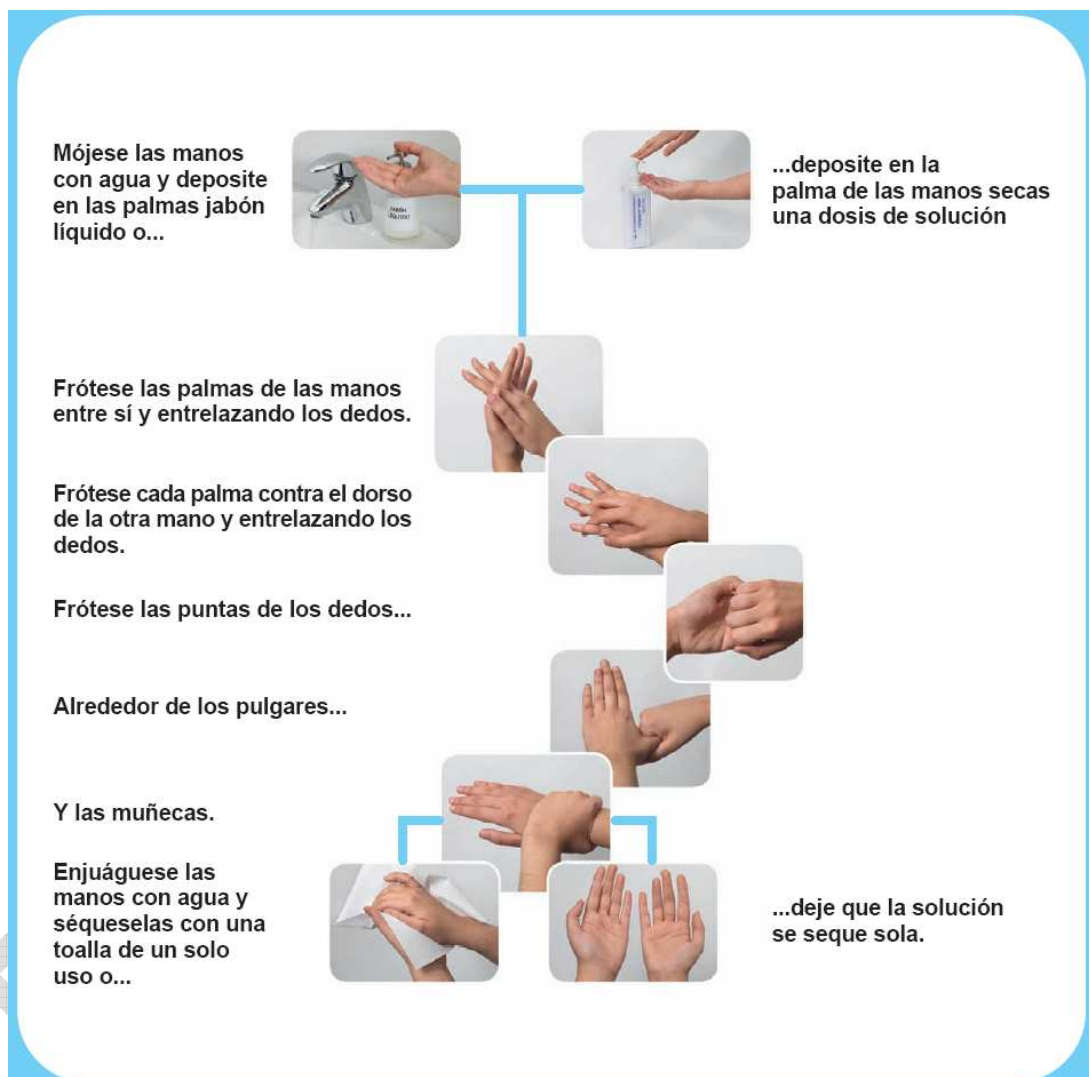 Mójese las manos
con agua y deposite
en las palmas jabón
líquido o...
...deposite en la
palma de las manos secas
una dosis de solución
Frótese las palmas de las manos
entre sí y entrelazando los dedos.
Frótese cada palma contra el dorso
de la otra mano y entrelazando los
dedos.
Frótese las puntas de los dedos...
Alrededor de los pulgares...
Y las muñecas.
Enjuáguese las
manos con agua y
séqueselas con una
toalla de un solo
uso o...
...deje que la solución
se seque sola.